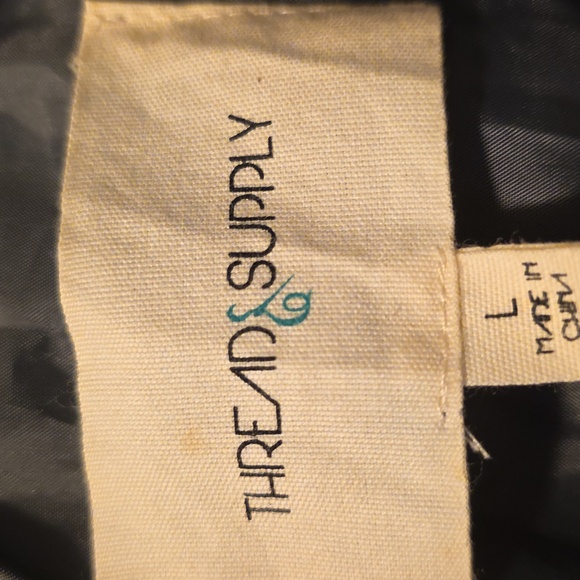 THREAD & SUPPLY
L
MADE IN
CHINA